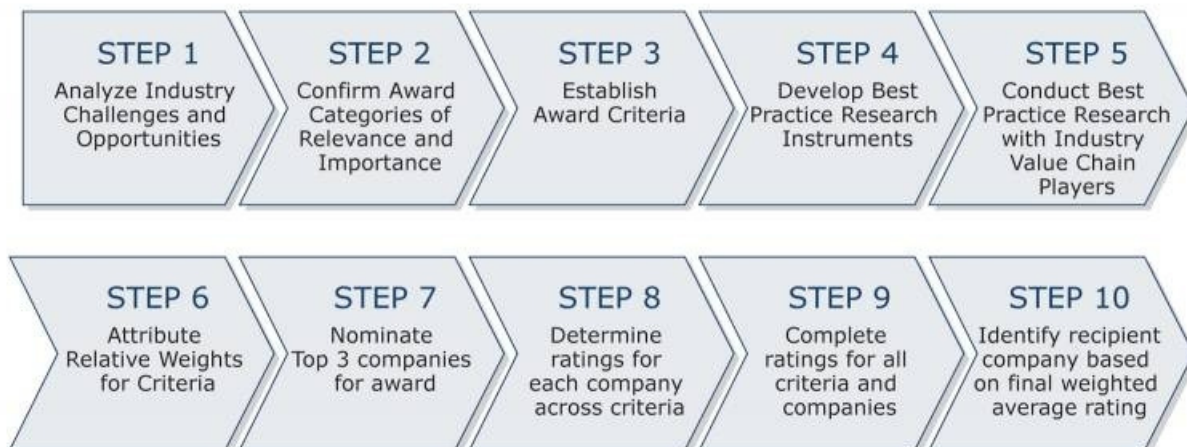 STEP 1
Analyze Industry
Challenges and
Opportunities
STEP 2
Confirm Award
Categories of
Relevance and
Importance
STEP 3
Establish
Award Criteria
STEP 4
Develop Best
Practice Research
Instruments
STEP 5
Conduct Best
Practice Research
with Industry
Value Chain
Players
STEP 6
Attribute
Relative Weights
for Criteria
STEP 7
Nominate
Top 3 companies
for award
STEP 8
Determine
ratings for
each company
across criteria
STEP 9
Complete
ratings for all
criteria and
companies
STEP 10
Identify recipient
company based
on final weighted
average rating